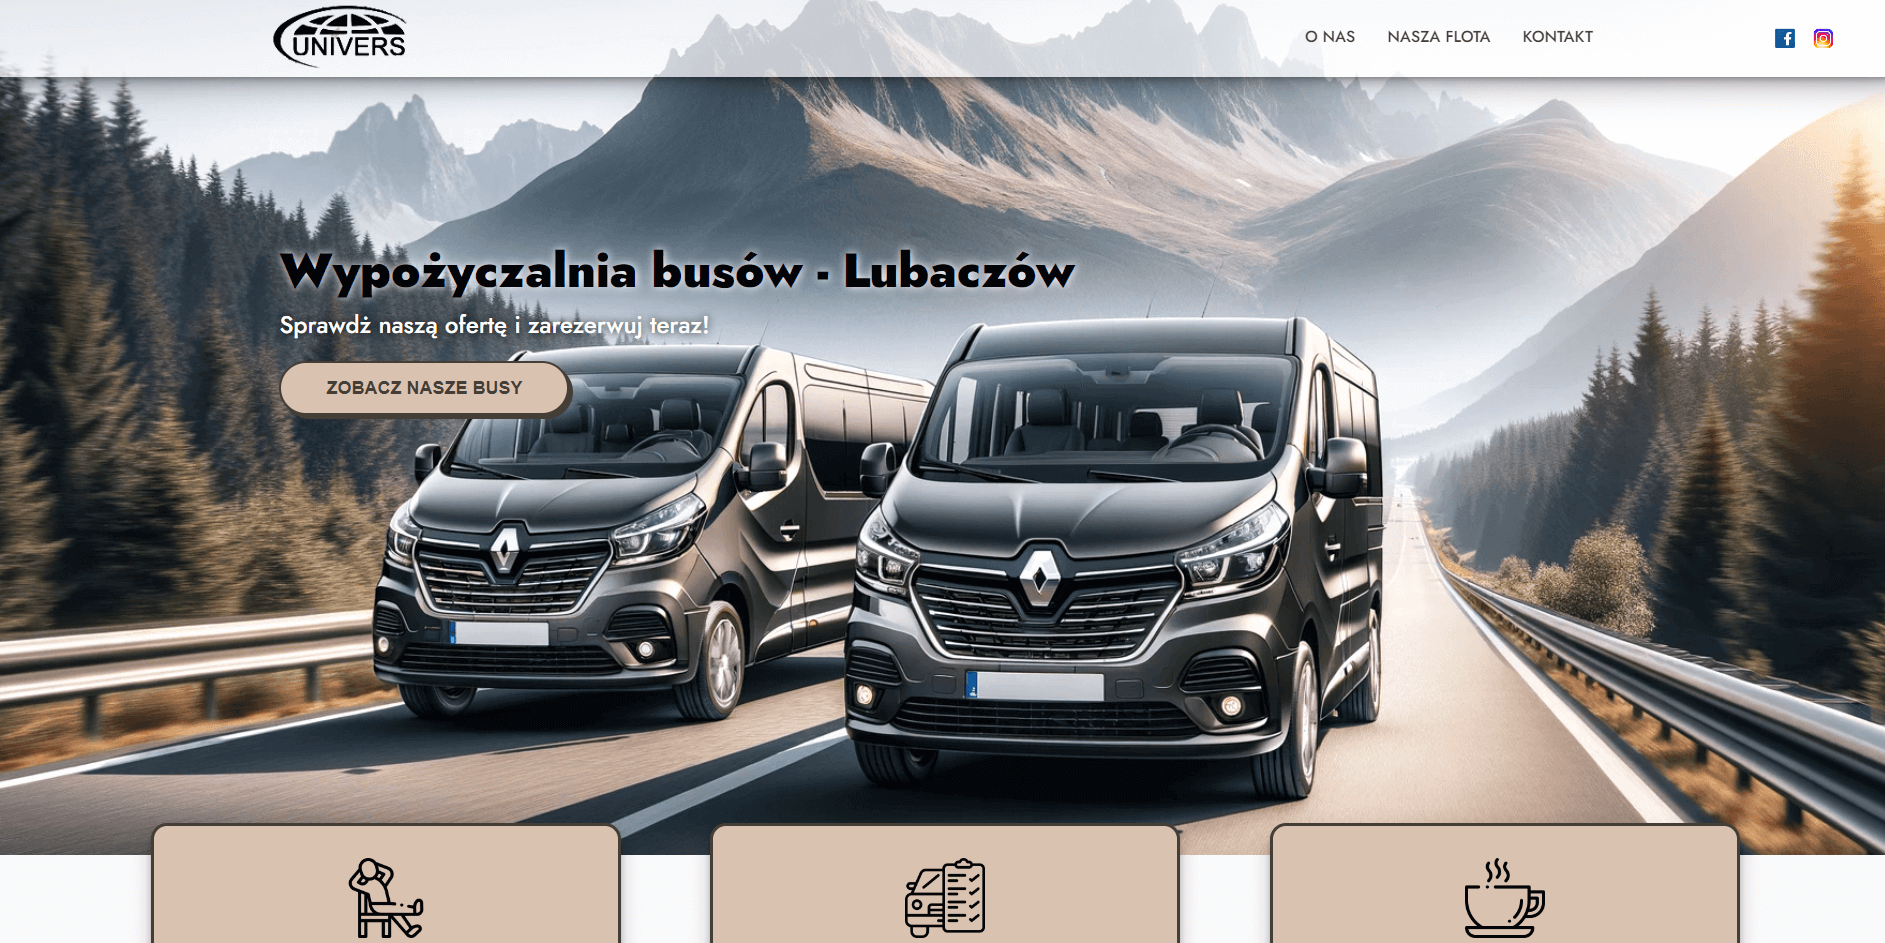 UNIVERS
O NAS
NASZA FLOTA
KONTAKT
Wypożyczalnia busów - Lubaczów
Sprawdź naszą ofertę i zarezerwuj teraz!
ZOBACZ NASZE BUSY